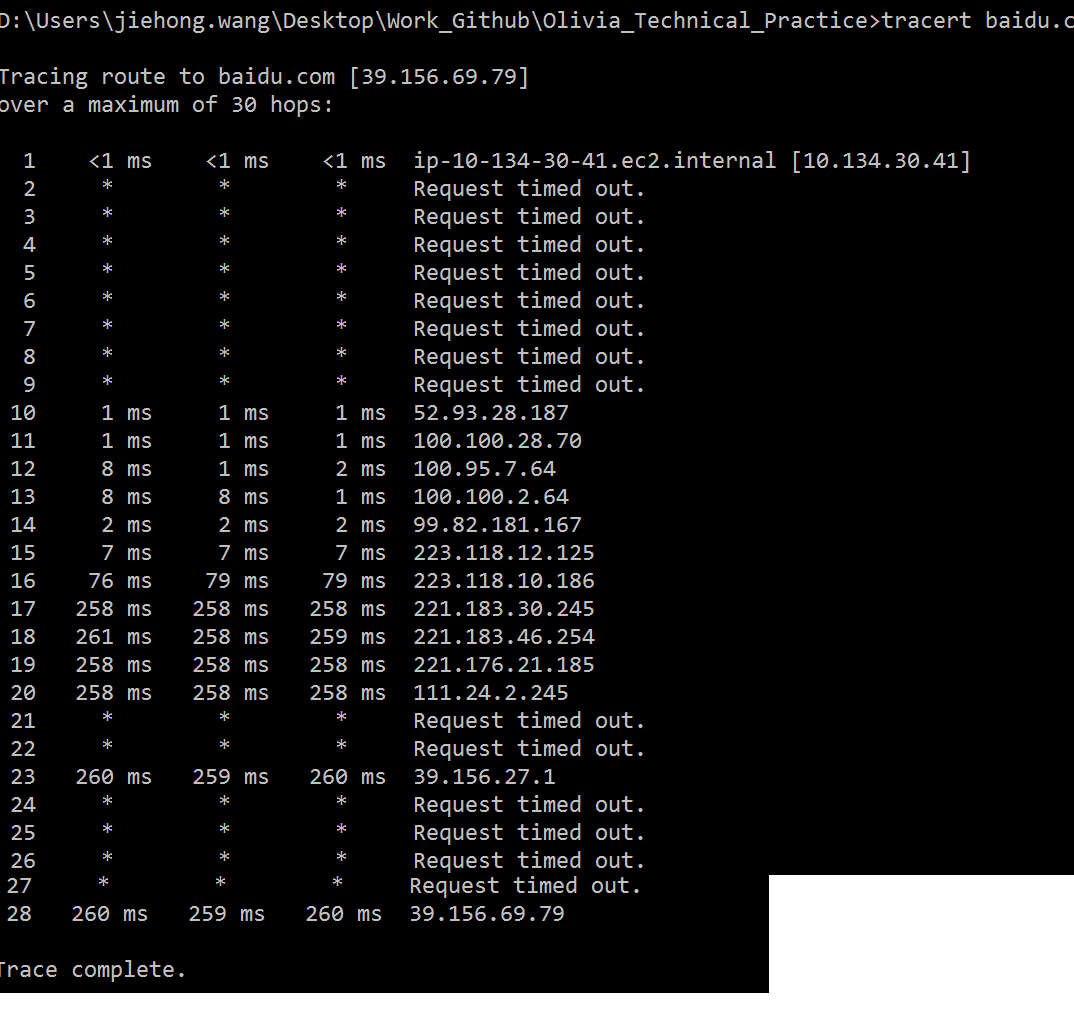 D:\Users\jiehong.wang\Desktop\Work_Github\Olivia_Technical_Practice>tracert baidu.c
Tracing route to baidu.com [39.156.69.79]
over a maximum of 30 hops:
1 <1 ms <1 ms <1 ms ip-10-134-30-41.ec2.internal [10.134.30.41]
2 * * * Request timed out.
3 * * * Request timed out.
4 * * * Request timed out.
5 * * * Request timed out.
6 * * * Request timed out.
7 * * * Request timed out.
8 * * * Request timed out.
9 * * * Request timed out.
10 1 ms 1 ms 1 ms 52.93.28.187
11 1 ms 1 ms 1 ms 100.100.28.70
12 8 ms 1 ms 2 ms 100.95.7.64
13 8 ms 8 ms 1 ms 100.100.2.64
14 2 ms 2 ms 2 ms 99.82.181.167
15 7 ms 7 ms 7 ms 223.118.12.125
16 76 ms 79 ms 79 ms 223.118.10.186
17 258 ms 258 ms 258 ms 221.183.30.245
18 261 ms 258 ms 259 ms 221.183.46.254
19 258 ms 258 ms 258 ms 221.176.21.185
20 258 ms 258 ms 258 ms 111.24.2.245
21 * * * Request timed out.
22 * * * Request timed out.
23 260 ms 259 ms 260 ms 39.156.27.1
24 * * * Request timed out.
25 * * * Request timed out.
26 * * * Request timed out.
27 * * * Request timed out.
28 260 ms 259 ms 260 ms 39.156.69.79
Trace complete.